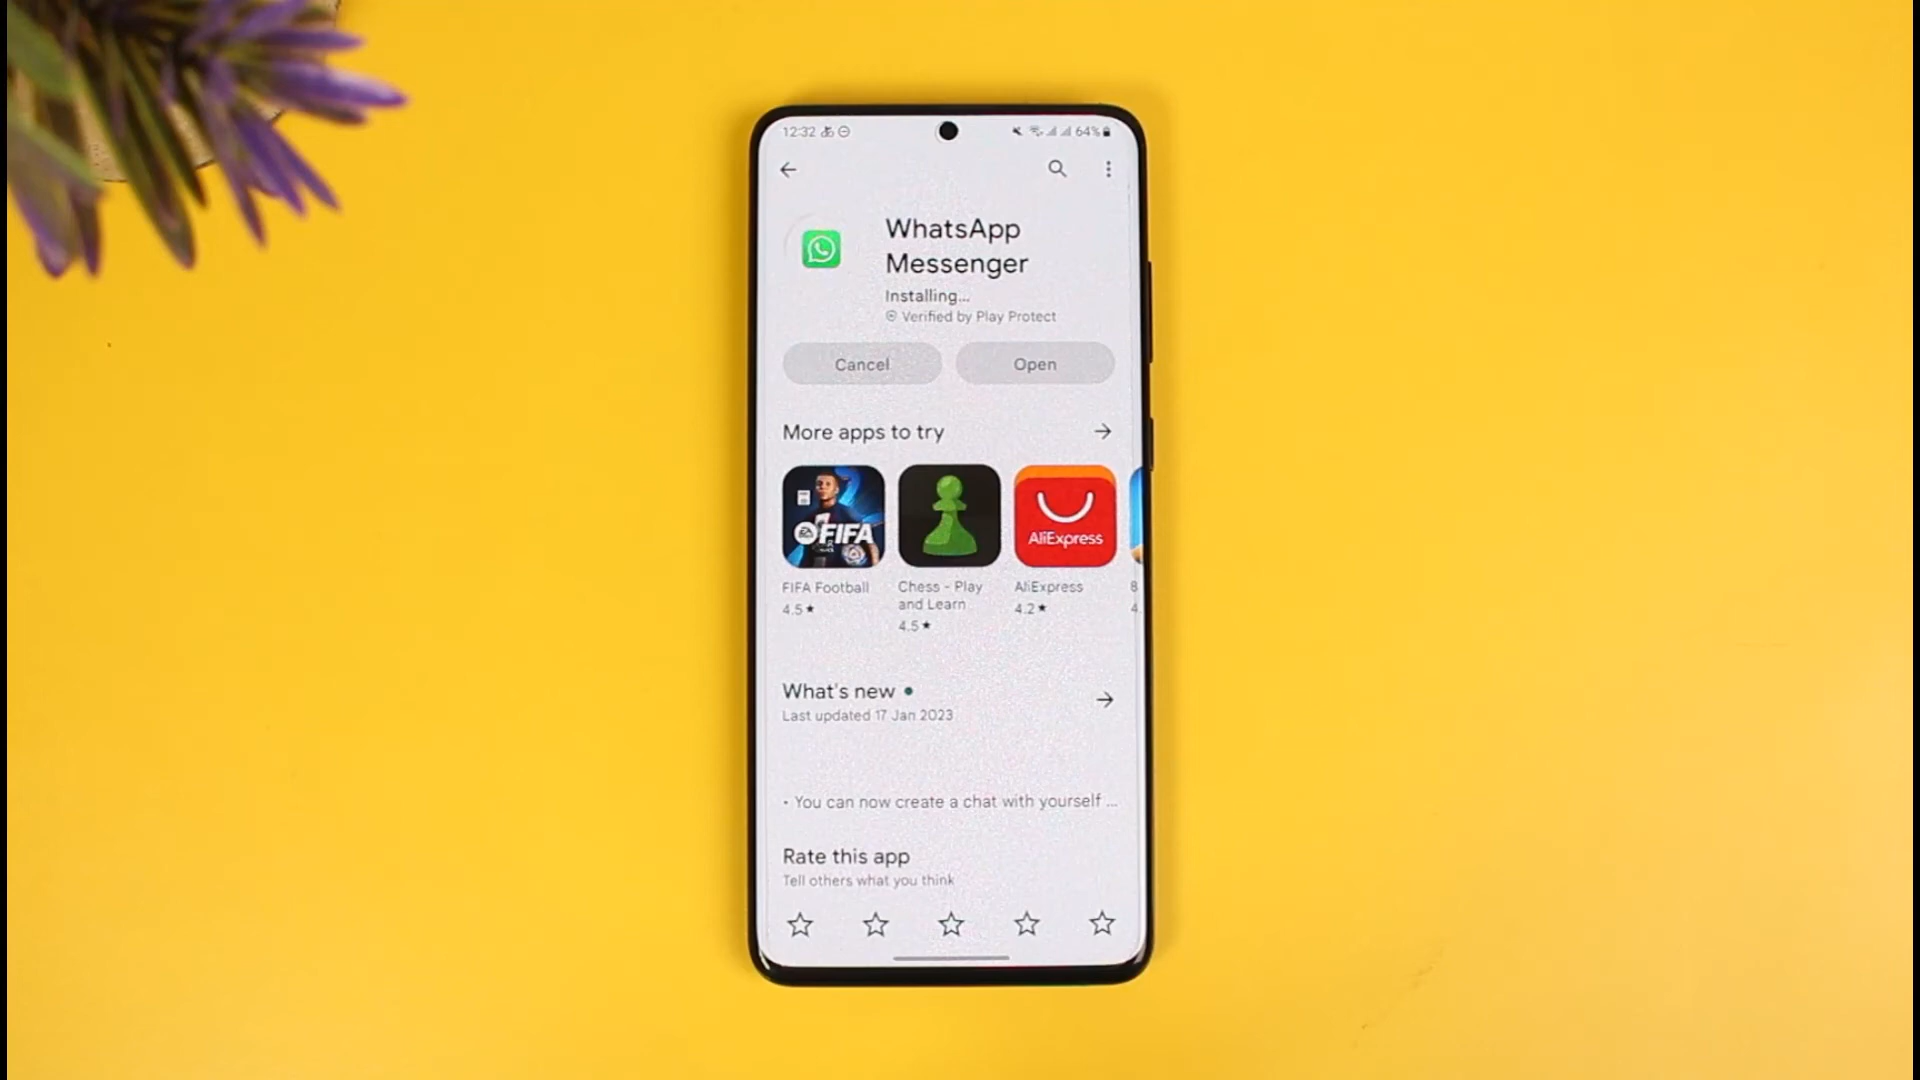 12:32
64%
WhatsApp
Messenger
Installing...
Verified by Play Protect
Cancel
Open
More apps to try
FIFA
AliExpress
FIFA Football
4.5★
Chess - Play
and Learn
4.5★
AliExpress
4.2★
8
4.
What's new •
Last updated 17 Jan 2023
• You can now create a chat with yourself ...
Rate this app
Tell others what you think